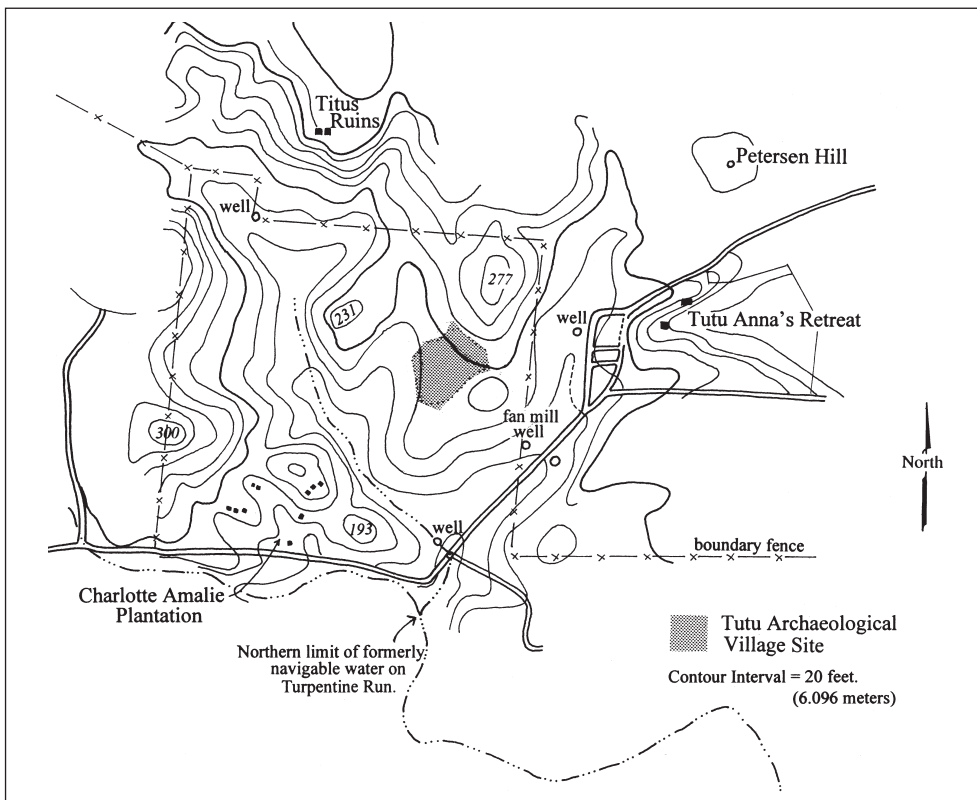 Titus
Ruins
Petersen Hill
well
277
231
well
Tutu Anna's Retreat
fan mill
well
300
193
well
boundary fence
North
Charlotte Amalie
Plantation
Northern limit of formerly
navigable water on
Turpentine Run.
Tutu Archaeological
Village Site
Contour Interval = 20 feet.
(6.096 meters)